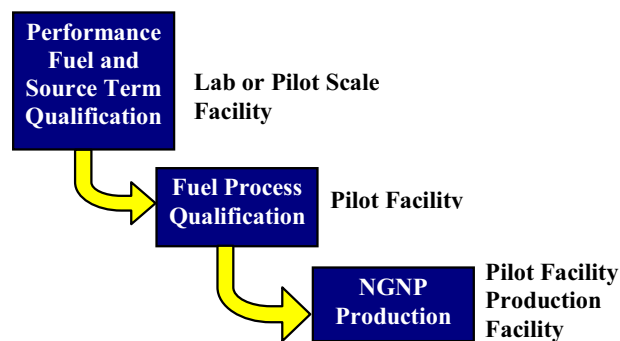 Performance
Fuel and
Source Term
Qualification
Lab or Pilot Scale
Facility
Fuel Process
Qualification
Pilot Facility
NGNP
Production
Pilot Facility
Production
Facility